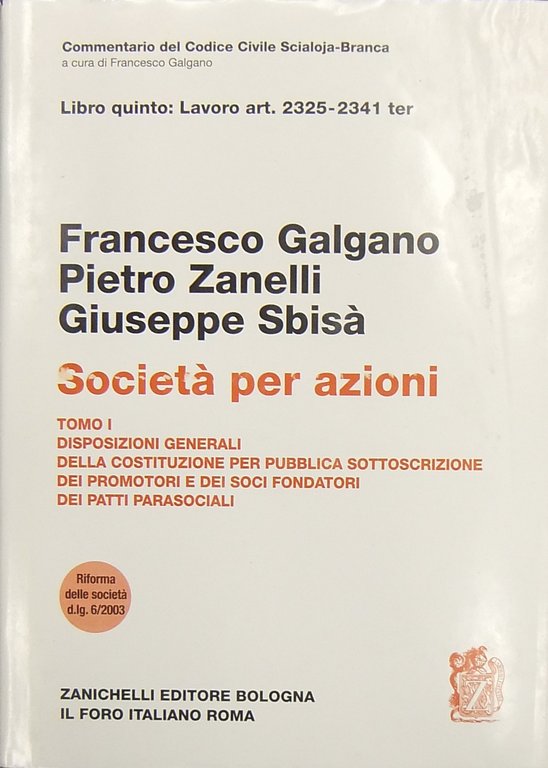 Commentario del Codice Civile Scialoja-Branca
a cura di Francesco Galgano
Libro quinto: Lavoro art. 2325-2341 ter
Francesco Galgano
Pietro Zanelli
Giuseppe Sbisà
Società per azioni
TOMO I
DISPOSIZIONI GENERALI
DELLA COSTITUZIONE PER PUBBLICA SOTTOSCRIZIONE
DEI PROMOTORI E DEI SOCI FONDATORI
DEI PATTI PARASOCIALI
Riforma
delle società
d.lg. 6/2003
Z
ZANICHELLI EDITORE BOLOGNA
IL FORO ITALIANO ROMA